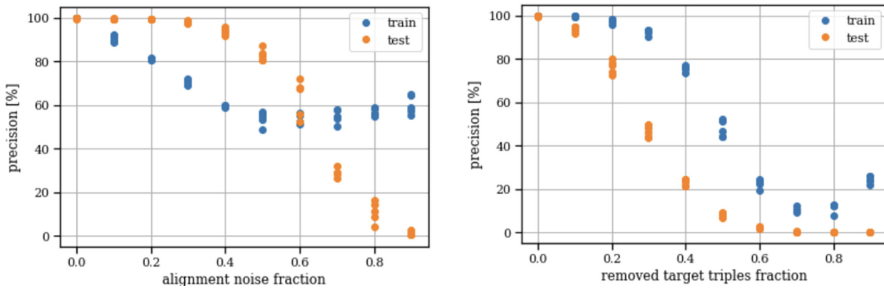 100
80
60
40
20
0
precision [%]
train
test
0.0 0.2 0.4 0.6 0.8
alignment noise fraction
100
80
60
40
20
0
precision [%]
train
test
0.0 0.2 0.4 0.6 0.8
removed target triples fraction